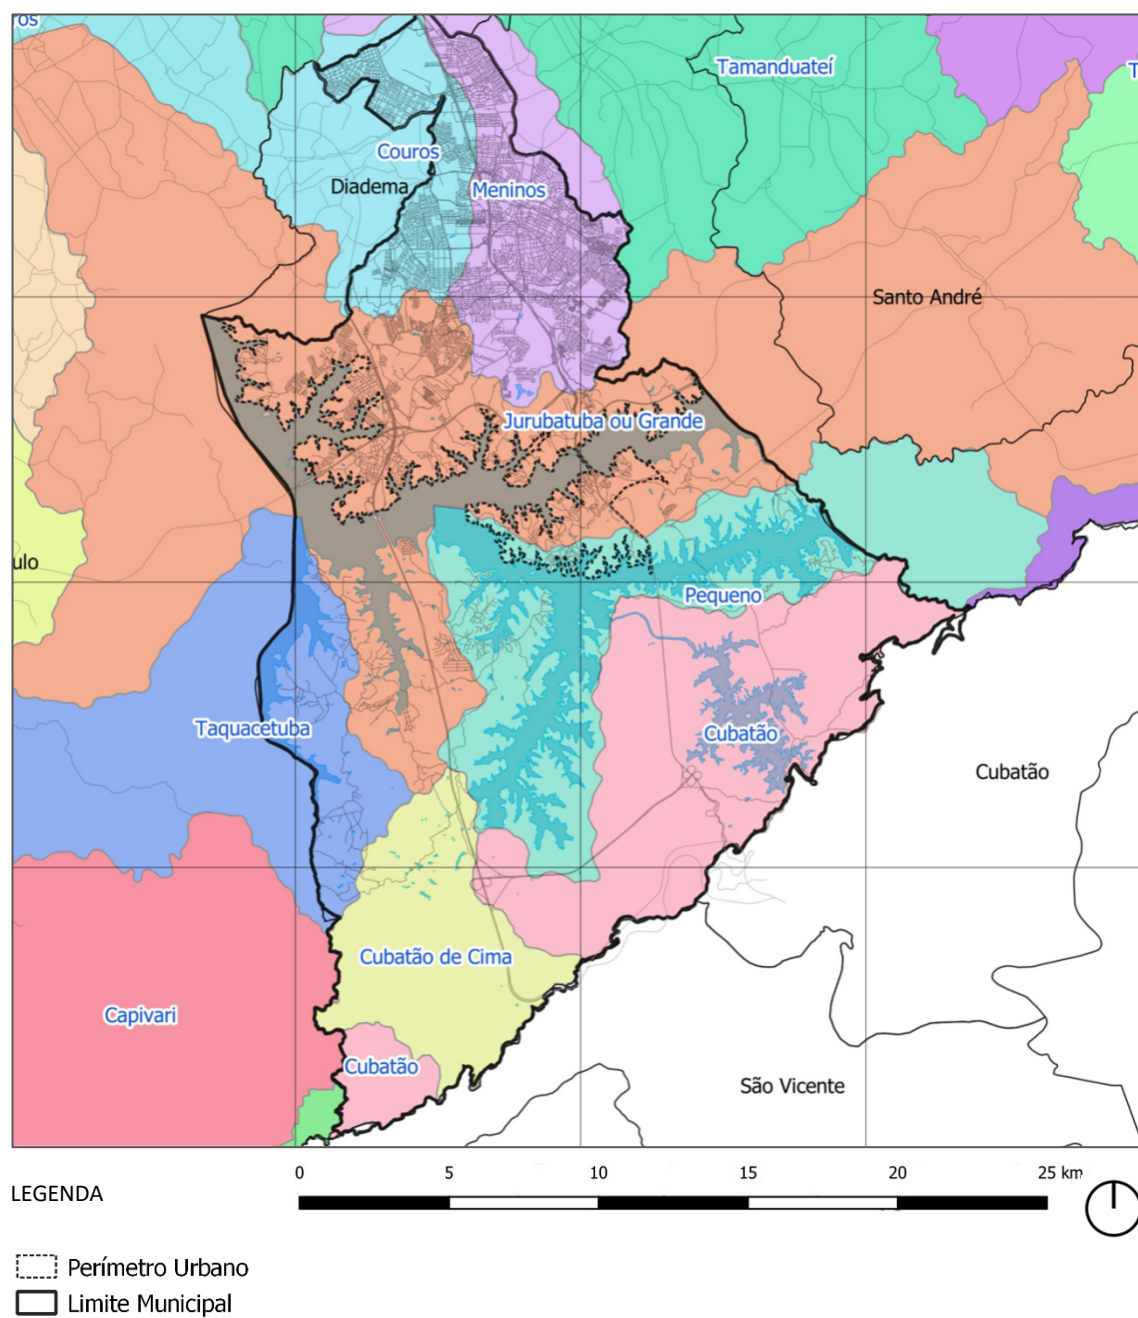 os
Tamanduateí
T
Couros
Diadema
Meninos
Santo André
Jurubatuba ou Grande
ulo
Pequeno
Taquacetuba
Cubatão
Cubatão
Cubatão de Cima
Capivari
Cubatão
São Vicente
0 5 10 15 20 25 km
LEGENDA
Perímetro Urbano
Limite Municipal